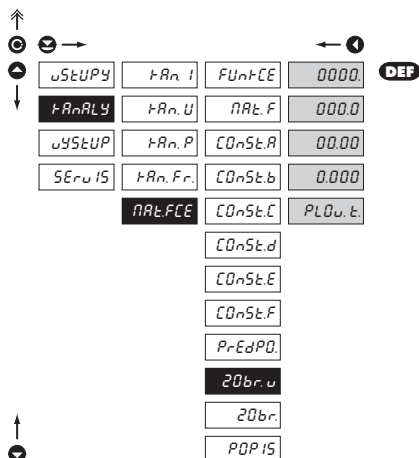 vStUPY kAn. I FUnkCE 0000. DEF
kAnALY kAn. U MAt. F 000.0
vYStUP kAn. P COnSt.A 00.00
SErvIS kAn. Fr. COnSt.b 0.000
MAt.FCE COnSt.C PLOv. t.
COnSt.d
COnSt.E
COnSt.F
PrEdPO.
ZObr. v
ZObr.
POPIS